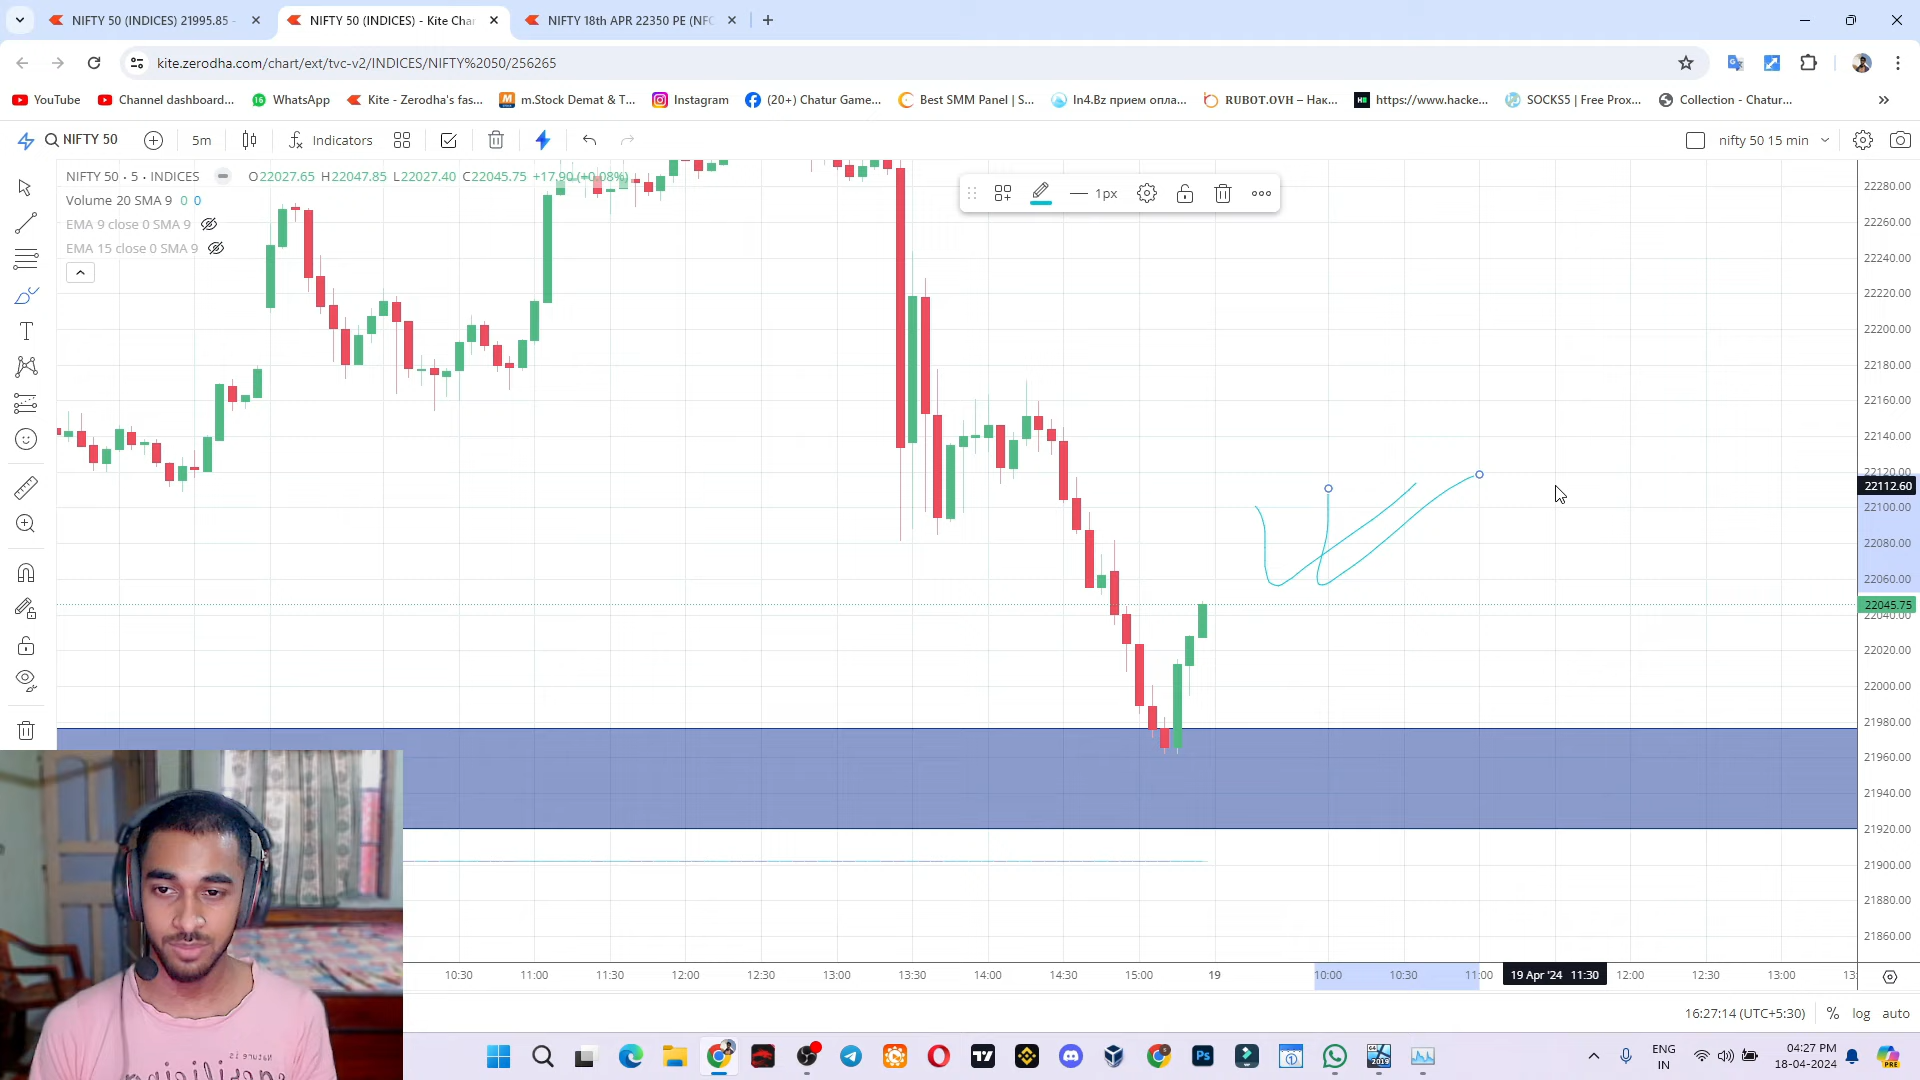 NIFTY 50 (INDICES) 21995.85 -
NIFTY 50 (INDICES) - Kite Char
NIFTY 18th APR 22350 PE (NFO
kite.zerodha.com/chart/ext/tvc-v2/INDICES/NIFTY%2050/256265
YouTube
Channel dashboard...
WhatsApp
Kite - Zerodha's fas...
m.Stock Demat & T...
Instagram
(20+) Chatur Game...
Best SMM Panel | S...
In4.Bz прием опла...
RUBOT.OVH – Нак...
https://www.hacke...
SOCKS5 | Free Prox...
Collection - Chatur...
NIFTY 50
5m
Indicators
nifty 50 15 min
NIFTY 50 · 5 · INDICES
O22027.65 H22047.85 L22027.40 C22045.75 +17.90 (+0.08%)
Volume 20 SMA 9 0 0
EMA 9 close 0 SMA 9
EMA 15 close 0 SMA 9
1px
22280.00
22260.00
22240.00
22220.00
22200.00
22180.00
22160.00
22140.00
22120.00
22112.60
22100.00
22080.00
22060.00
22045.75
22040.00
22020.00
22000.00
21980.00
21960.00
21940.00
21920.00
21900.00
21880.00
21860.00
10:30 11:00 11:30 12:00 12:30 13:00 13:30 14:00 14:30 15:00 19 10:00 10:30 11:00 19 Apr '24 11:30 12:00 12:30 13:00 13:
16:27:14 (UTC+5:30) % log auto
ENG
IN
04:27 PM
18-04-2024